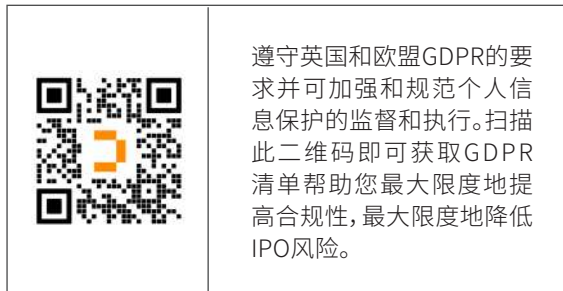 遵守英国和欧盟GDPR的要
求并可加强和规范个人信
息保护的监督和执行。扫描
此二维码即可获取GDPR
清单帮助您最大限度地提
高合规性，最大限度地降低
IPO风险。